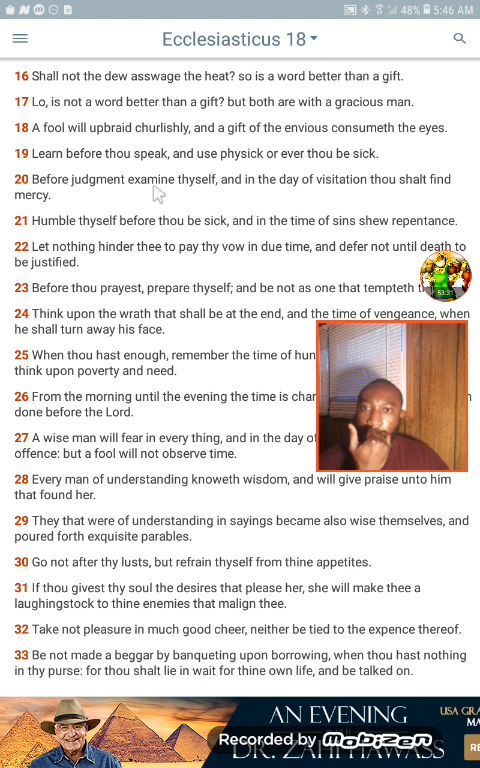 48% 5:46 AM
Ecclesiasticus 18
16 Shall not the dew asswage the heat? so is a word better than a gift.
17 Lo, is not a word better than a gift? but both are with a gracious man.
18 A fool will upbraid churlishly, and a gift of the envious consumeth the eyes.
19 Learn before thou speak, and use physick or ever thou be sick.
20 Before judgment examine thyself, and in the day of visitation thou shalt find
mercy.
21 Humble thyself before thou be sick, and in the time of sins shew repentance.
22 Let nothing hinder thee to pay thy vow in due time, and defer not until death to
be justified.
23 Before thou prayest, prepare thyself; and be not as one that tempteth
24 Think upon the wrath that shall be at the end, and the time of vengeance, when
he shall turn away his face.
25 When thou hast enough, remember the time of
think upon poverty and need.
26 From the morning until the evening the time is
done before the Lord.
27 A wise man will fear in every thing, and in the day of
offence: but a fool will not observe time.
28 Every man of understanding knoweth wisdom, and will give praise unto him
that found her.
29 They that were of understanding in sayings became also wise themselves, and
poured forth exquisite parables.
30 Go not after thy lusts, but refrain thyself from thine appetites.
31 If thou givest thy soul the desires that please her, she will make thee a
laughingstock to thine enemies that malign thee.
32 Take not pleasure in much good cheer, neither be tied to the expence thereof.
33 Be not made a beggar by banqueting upon borrowing, when thou hast nothing
in thy purse: for thou shalt lie in wait for thine own life, and be talked on.
AN EVENING
USA GRA
MA
Recorded by Mobizen
DR. ZAHI HAWASS
RE